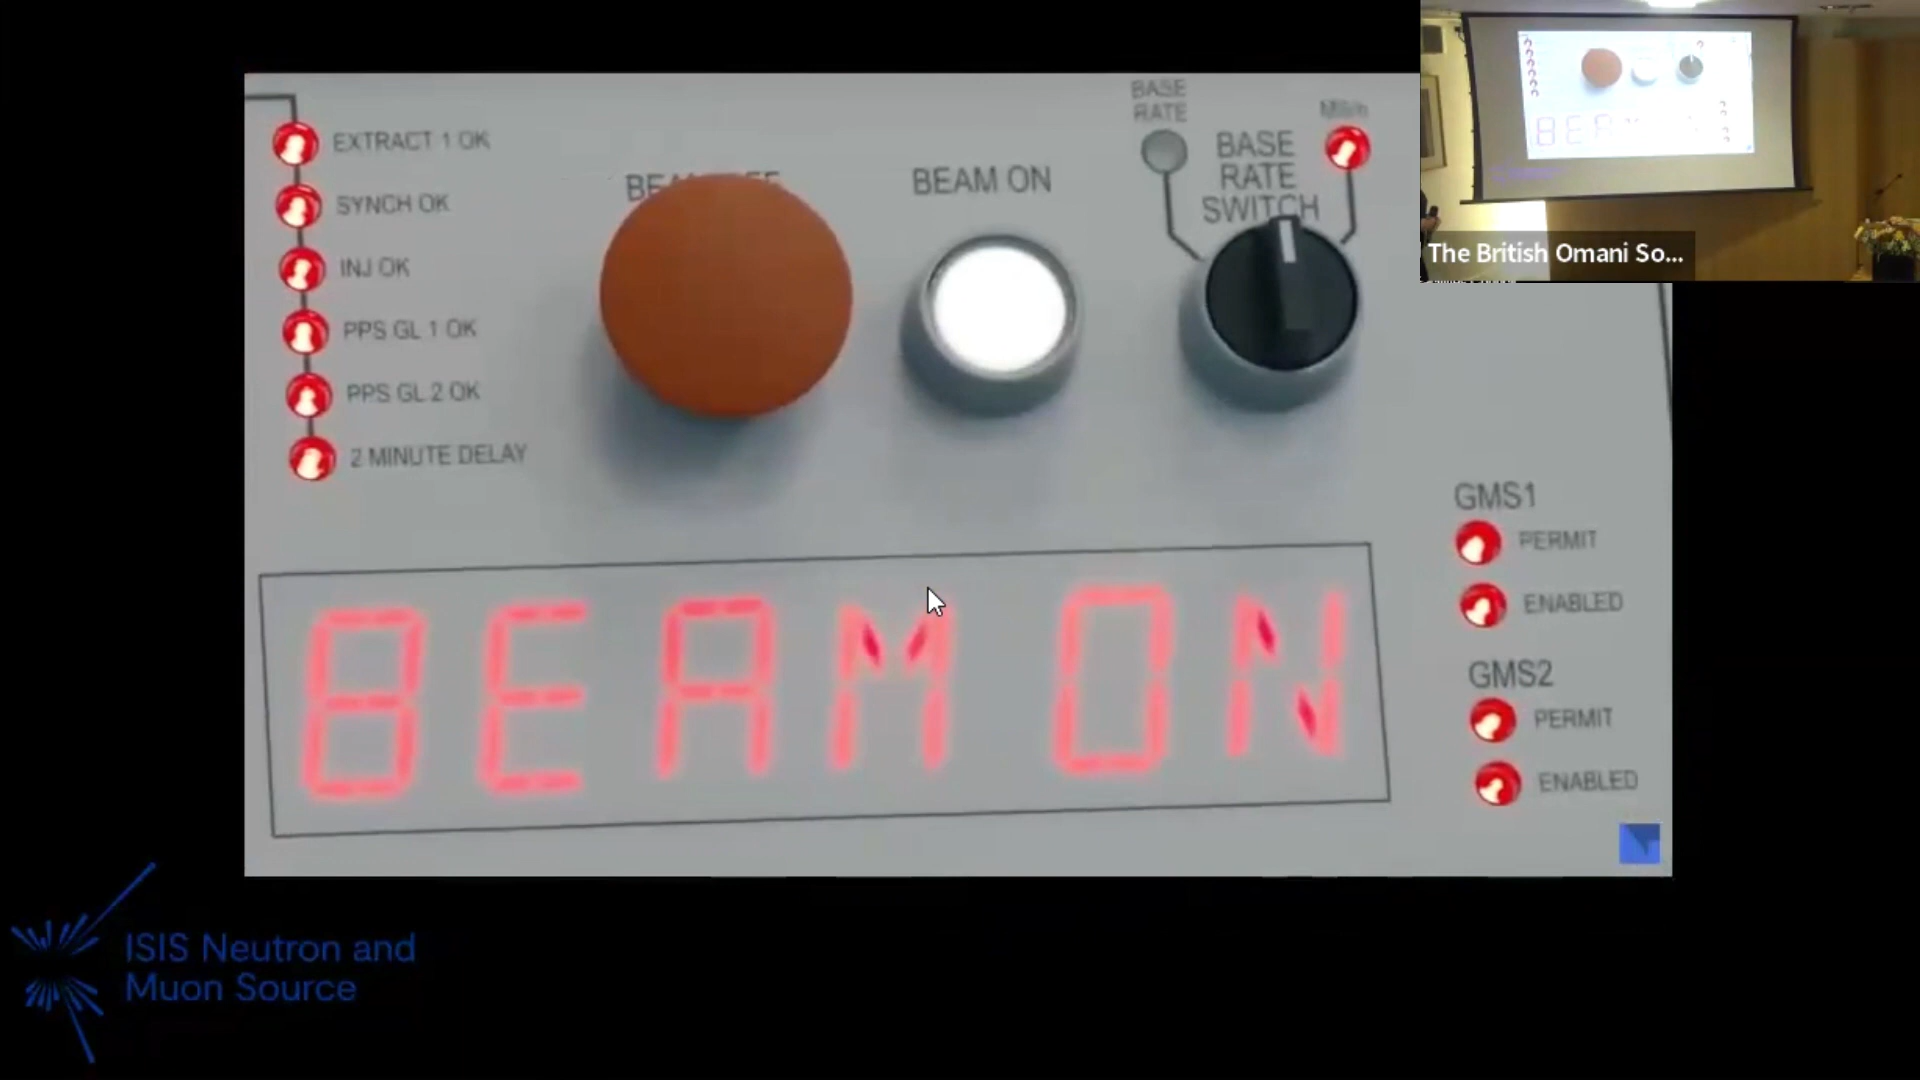 EXTRACT 1 OK
SYNCH OK
INJ OK
PPS GL 1 OK
PPS GL 2 OK
2 MINUTE DELAY
BEAM ON
BASE
RATE
BASE
RATE
SWITCH
BEAM ON
GMS1
PERMIT
ENABLED
GMS2
PERMIT
ENABLED
The British Omani So...
ISIS Neutron and
Muon Source